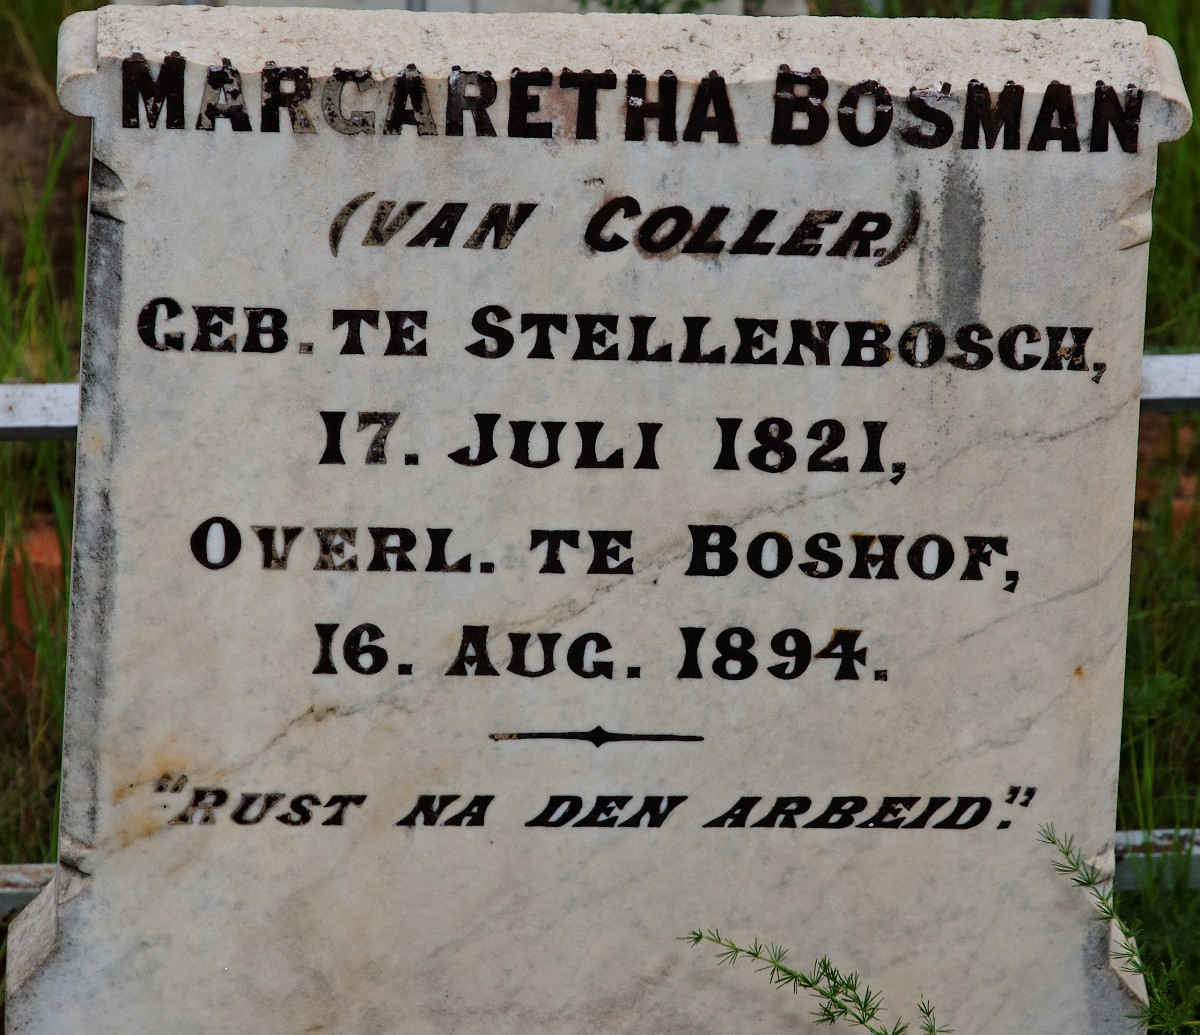 MARGARETHA BOSMAN
(VAN COLLER.)
GEB. TE STELLENBOSCH,
17. JULI 1821,
OVERL. TE BOSHOF,
16. AUG. 1894.
"RUST NA DEN ARBEID."